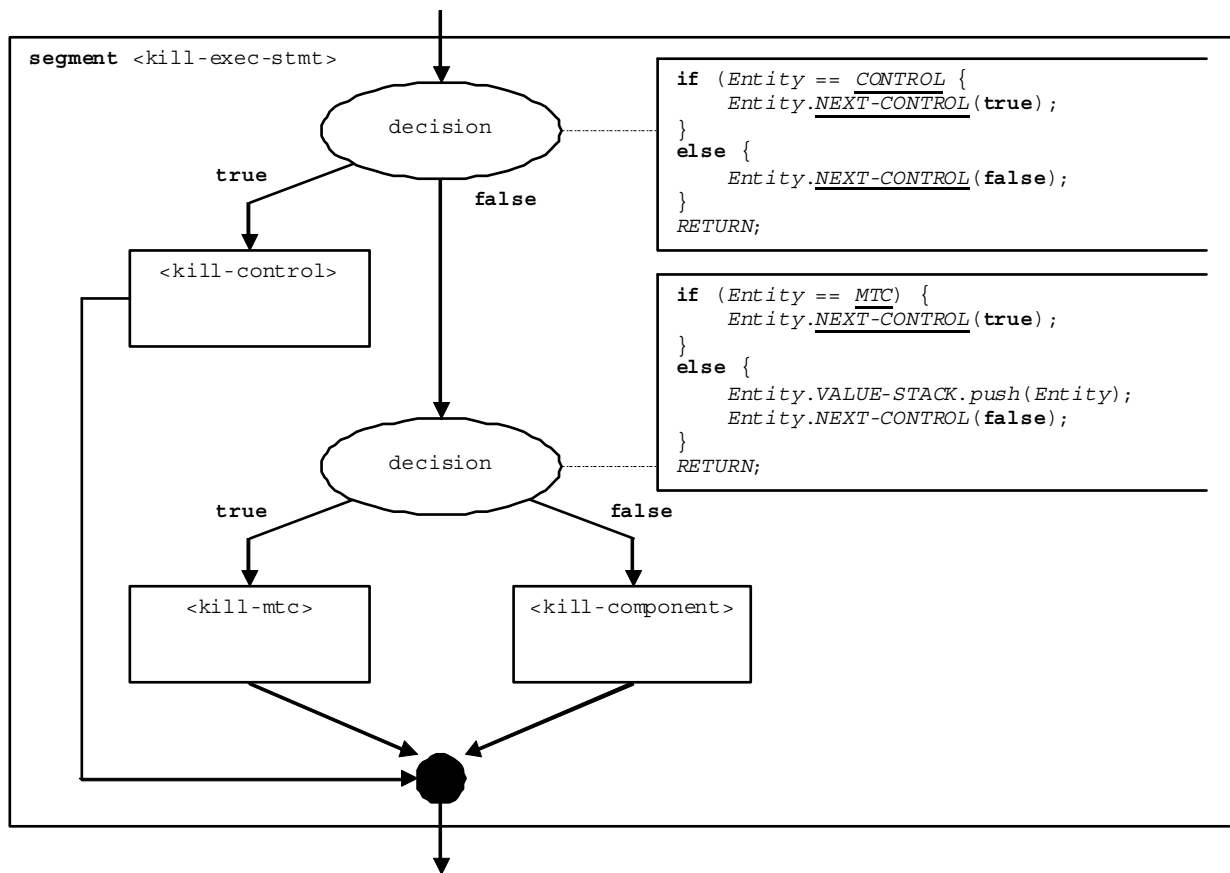 segment <kill-exec-stmt>
decision
if (Entity == CONTROL {
Entity.NEXT-CONTROL(true);
}
else {
Entity.NEXT-CONTROL(false);
}
RETURN;
true
false
<kill-control>
if (Entity == MTC) {
Entity.NEXT-CONTROL(true);
}
else {
Entity.VALUE-STACK.push(Entity);
Entity.NEXT-CONTROL(false);
}
RETURN;
decision
true
false
<kill-mtc>
<kill-component>